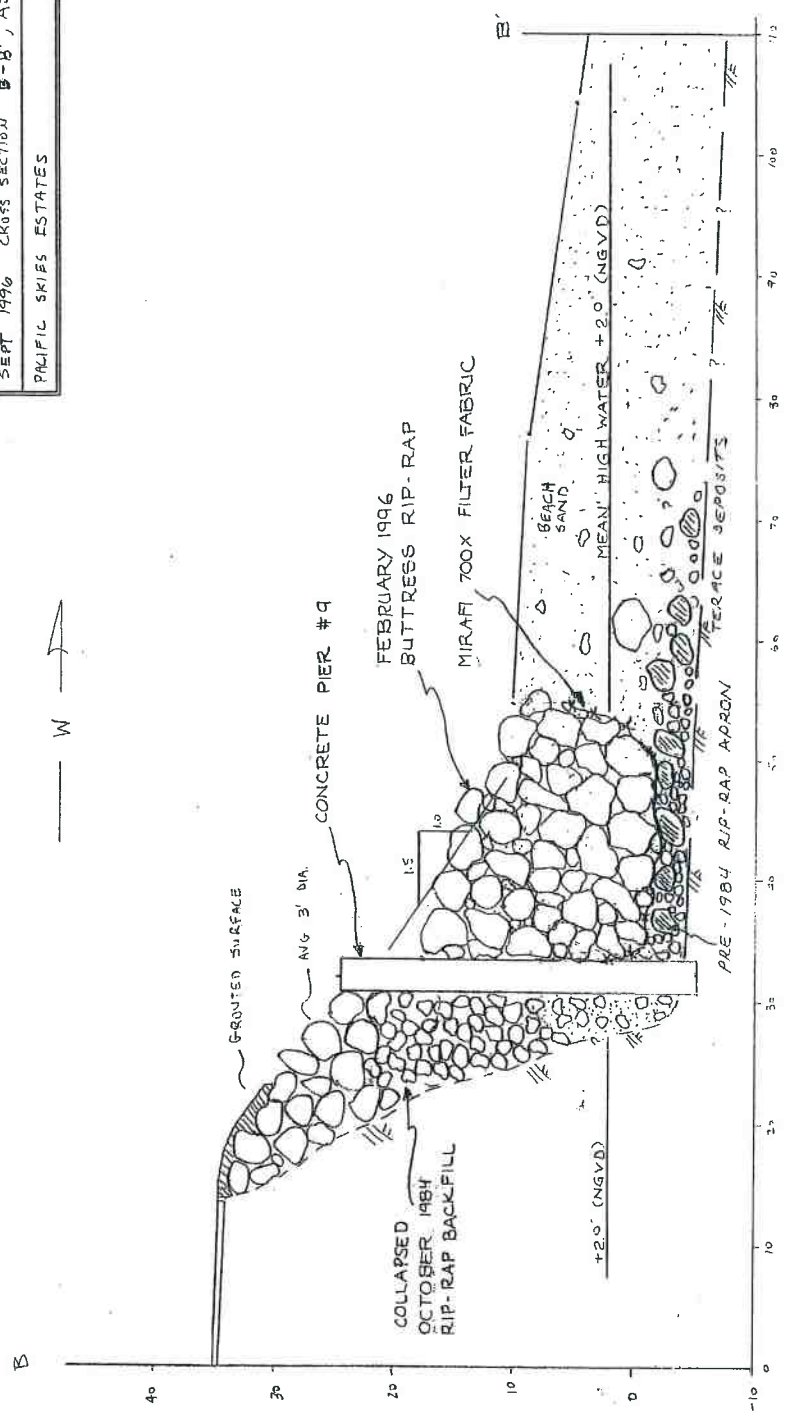 SEPT 1996 CROSS SECTION B-B', AS
PACIFIC SKIES ESTATES
B
B'
W
GROUTED SURFACE
AVG 3' DIA.
CONCRETE PIER #9
FEBRUARY 1996
BUTTRESS RIP-RAP
MIRAFI 700X FILTER FABRIC
1.5
1.0
BEACH
SAND
MEAN HIGH WATER +2.0' (NGVD)
COLLAPSED
OCTOBER 1984
RIP-RAP BACKFILL
+2.0' (NGVD)
PRE-1984 RIP-RAP APRON
TERACE DEPOSITS
? ? ?
40
30
20
10
0
-10
0
10
20
30
40
50
60
70
80
90
100
110